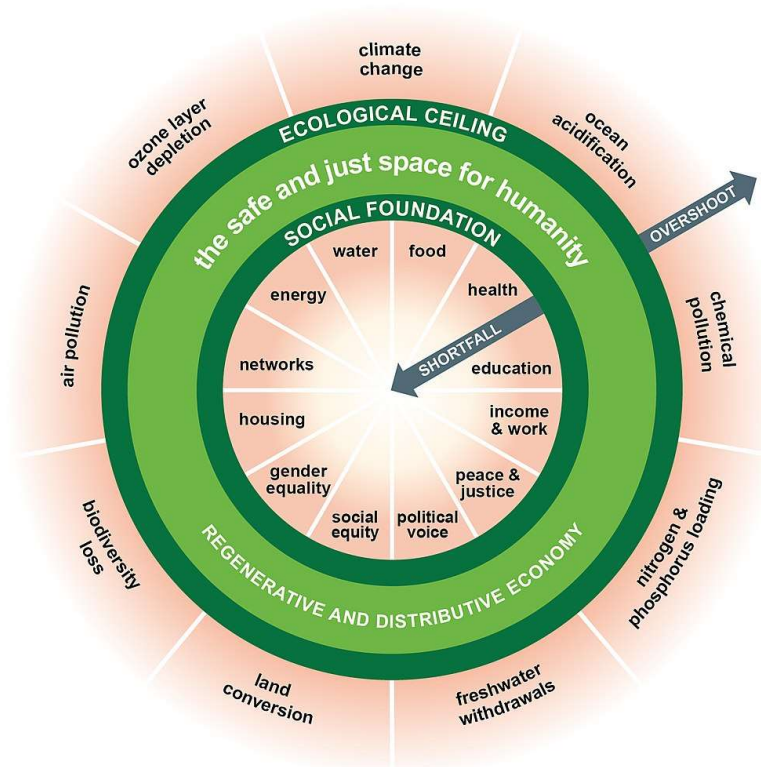 climate
change
ocean
acidification
chemical
pollution
nitrogen &
phosphorus loading
freshwater
withdrawals
land
conversion
biodiversity
loss
air pollution
ozone layer
depletion
OVERSHOOT
ECOLOGICAL CEILING
the safe and just space for humanity
SOCIAL FOUNDATION
water
food
health
SHORTFALL
education
income
& work
peace &
justice
political
voice
social
equity
gender
equality
housing
networks
energy
REGENERATIVE AND DISTRIBUTIVE ECONOMY